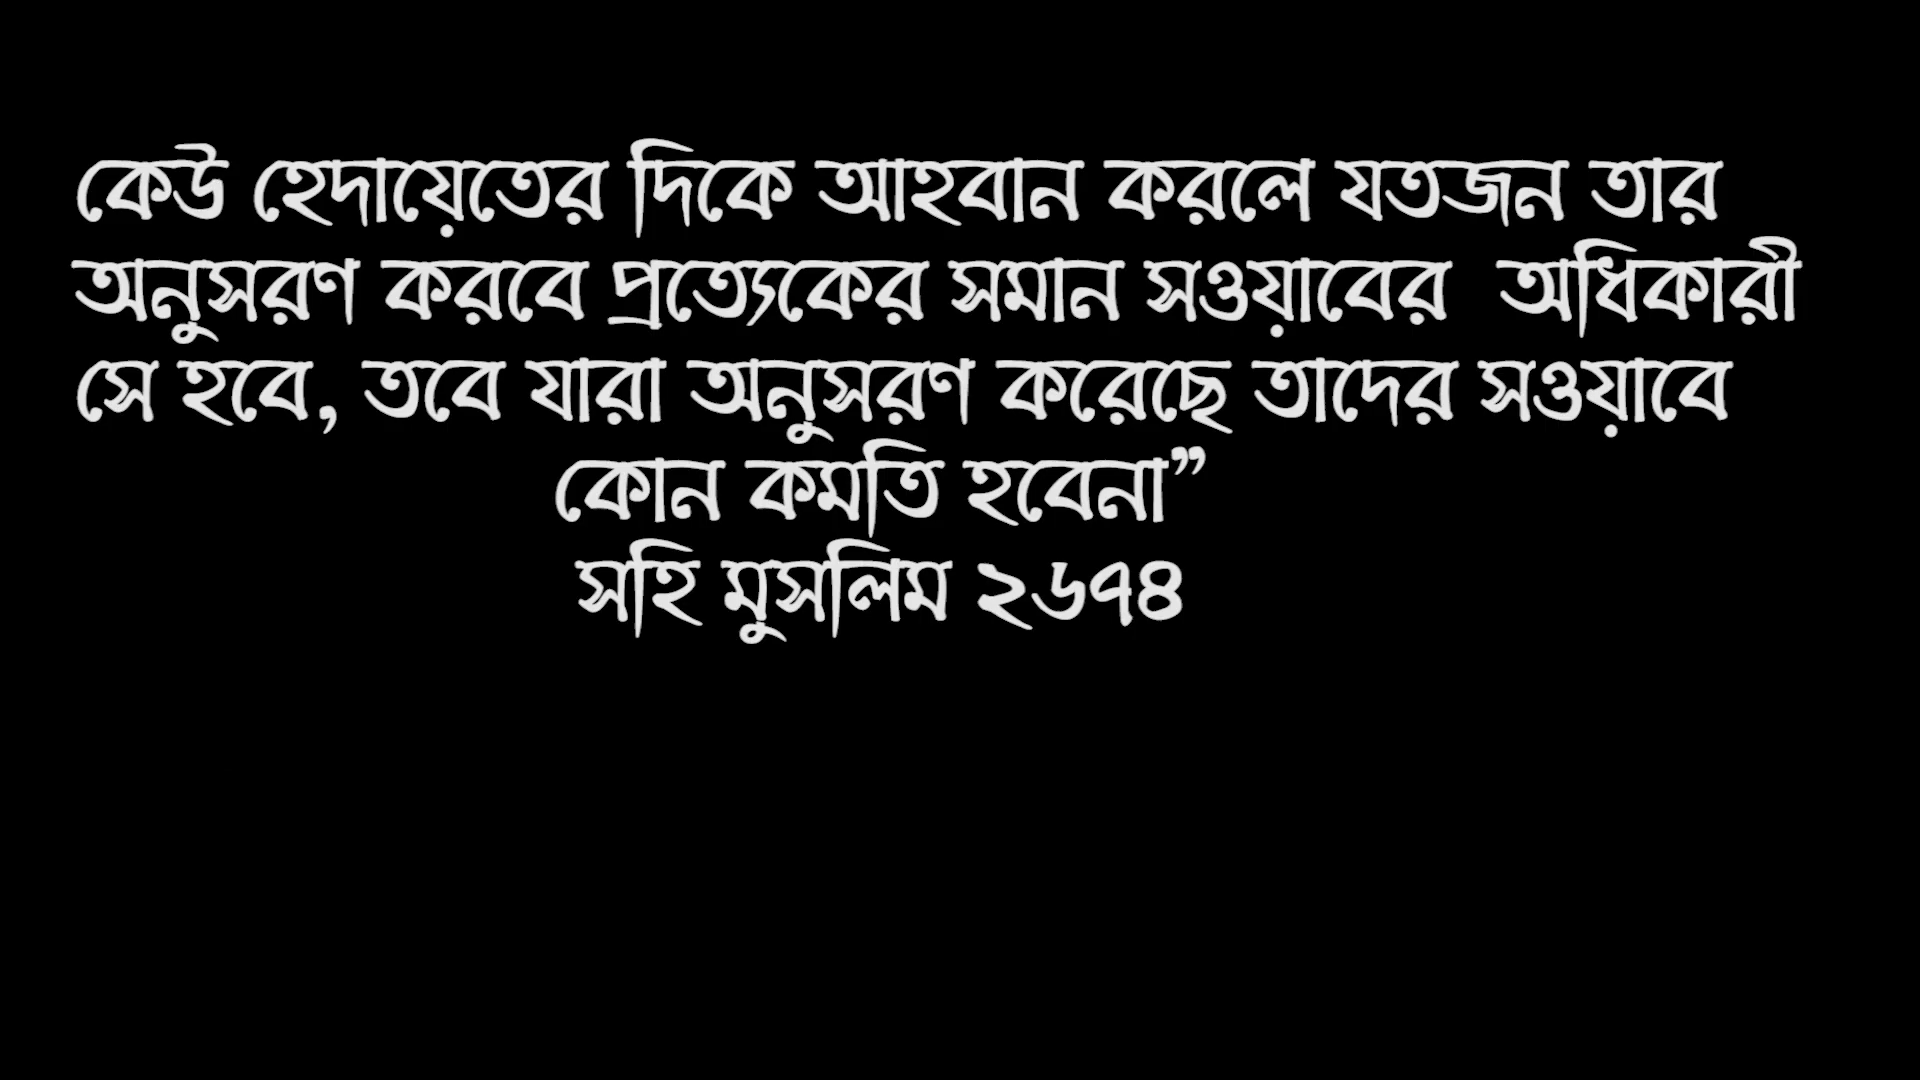 কেউ হেদায়েতের দিকে আহবান করলে যতজন তার
অনুসরণ করবে প্রত্যেকের সমান সওয়াবের  অধিকারী
সে হবে, তবে যারা অনুসরণ করেছে তাদের সওয়াবে
কোন কমতি হবেনা”
সহি মুসলিম ২৬৭৪